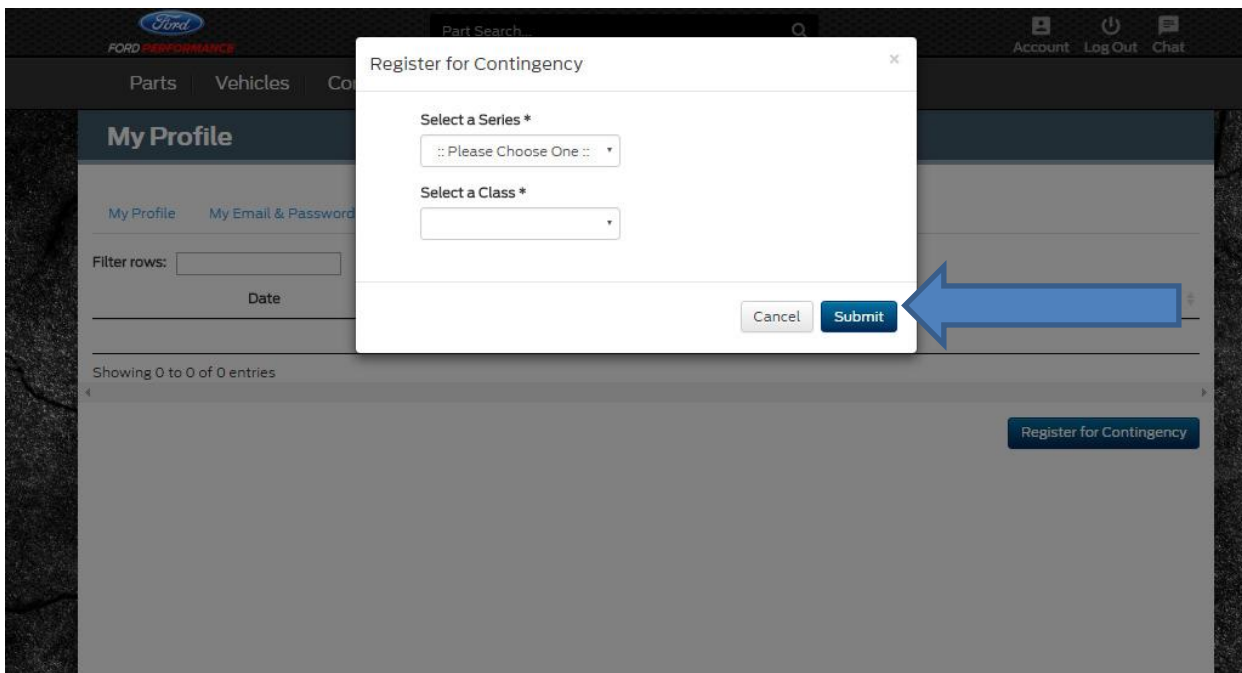 Ford
FORD PERFORMANCE
Part Search...
Account Log Out Chat
Parts Vehicles Co
Register for Contingency
×
Select a Series *
:: Please Choose One ::
Select a Class *
Cancel Submit
My Profile
My Profile My Email & Password
Filter rows:
Date
Showing 0 to 0 of 0 entries
Register for Contingency